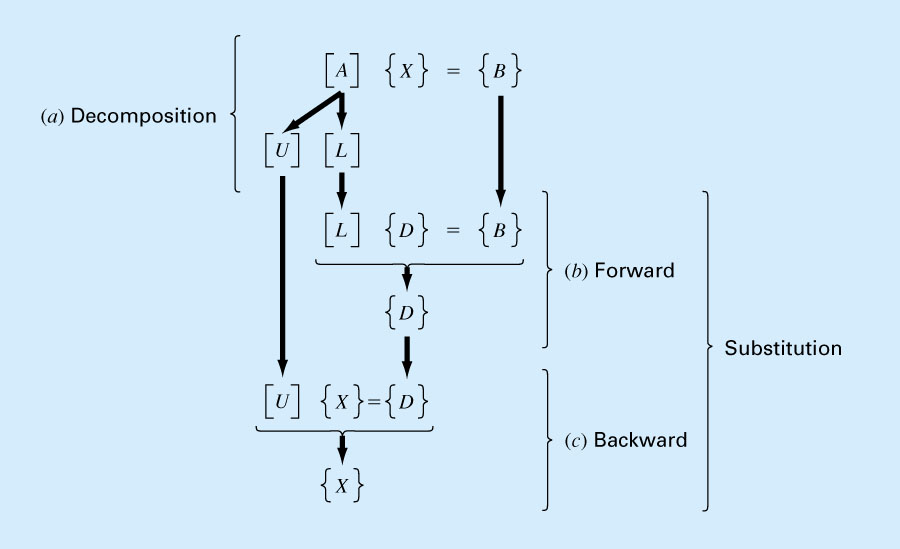 [A] {X} = {B}
(a) Decomposition
[U] [L]
[L] {D} = {B}
(b) Forward
{D}
Substitution
[U] {X} = {D}
(c) Backward
{X}